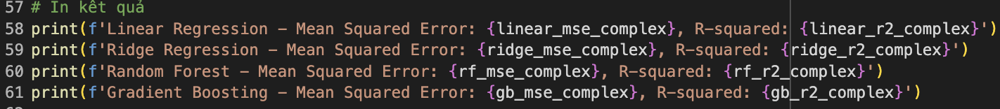 57 # In kết quả
58 print(f'Linear Regression - Mean Squared Error: {linear_mse_complex}, R-squared: {linear_r2_complex}')
59 print(f'Ridge Regression - Mean Squared Error: {ridge_mse_complex}, R-squared: {ridge_r2_complex}')
60 print(f'Random Forest - Mean Squared Error: {rf_mse_complex}, R-squared: {rf_r2_complex}')
61 print(f'Gradient Boosting - Mean Squared Error: {gb_mse_complex}, R-squared: {gb_r2_complex}')